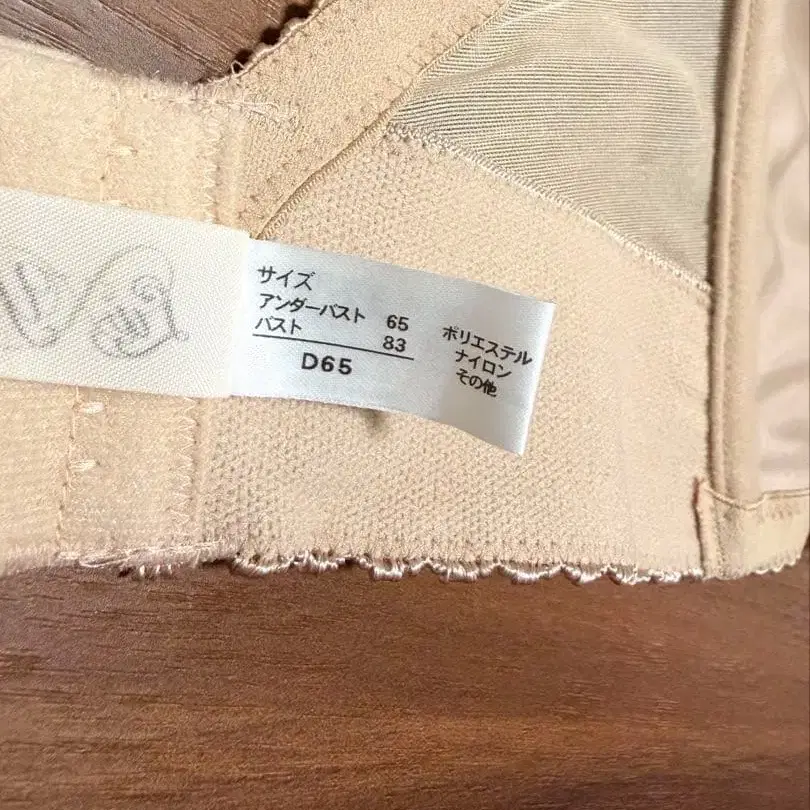 サイズ
アンダーバスト 65
バスト 83
D65
ポリエステル
ナイロン
その他